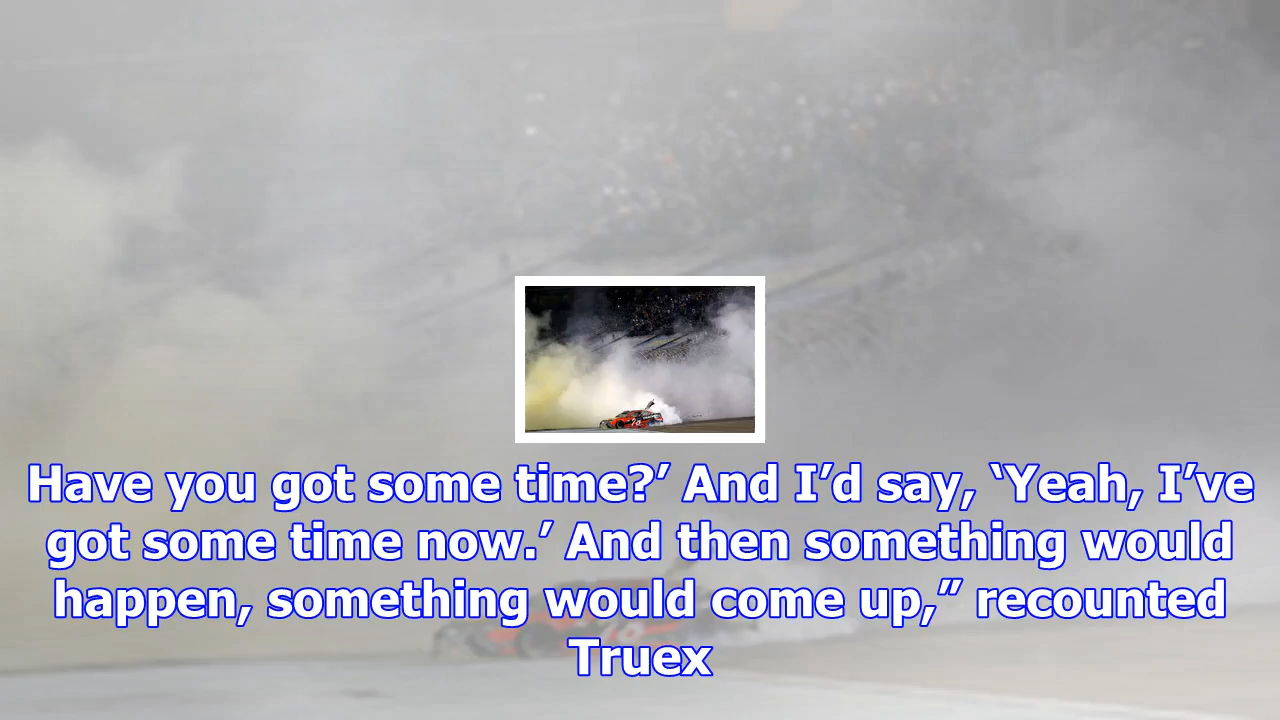 Have you got some time?’ And I’d say, ‘Yeah, I’ve
got some time now.’ And then something would
happen, something would come up,” recounted
Truex